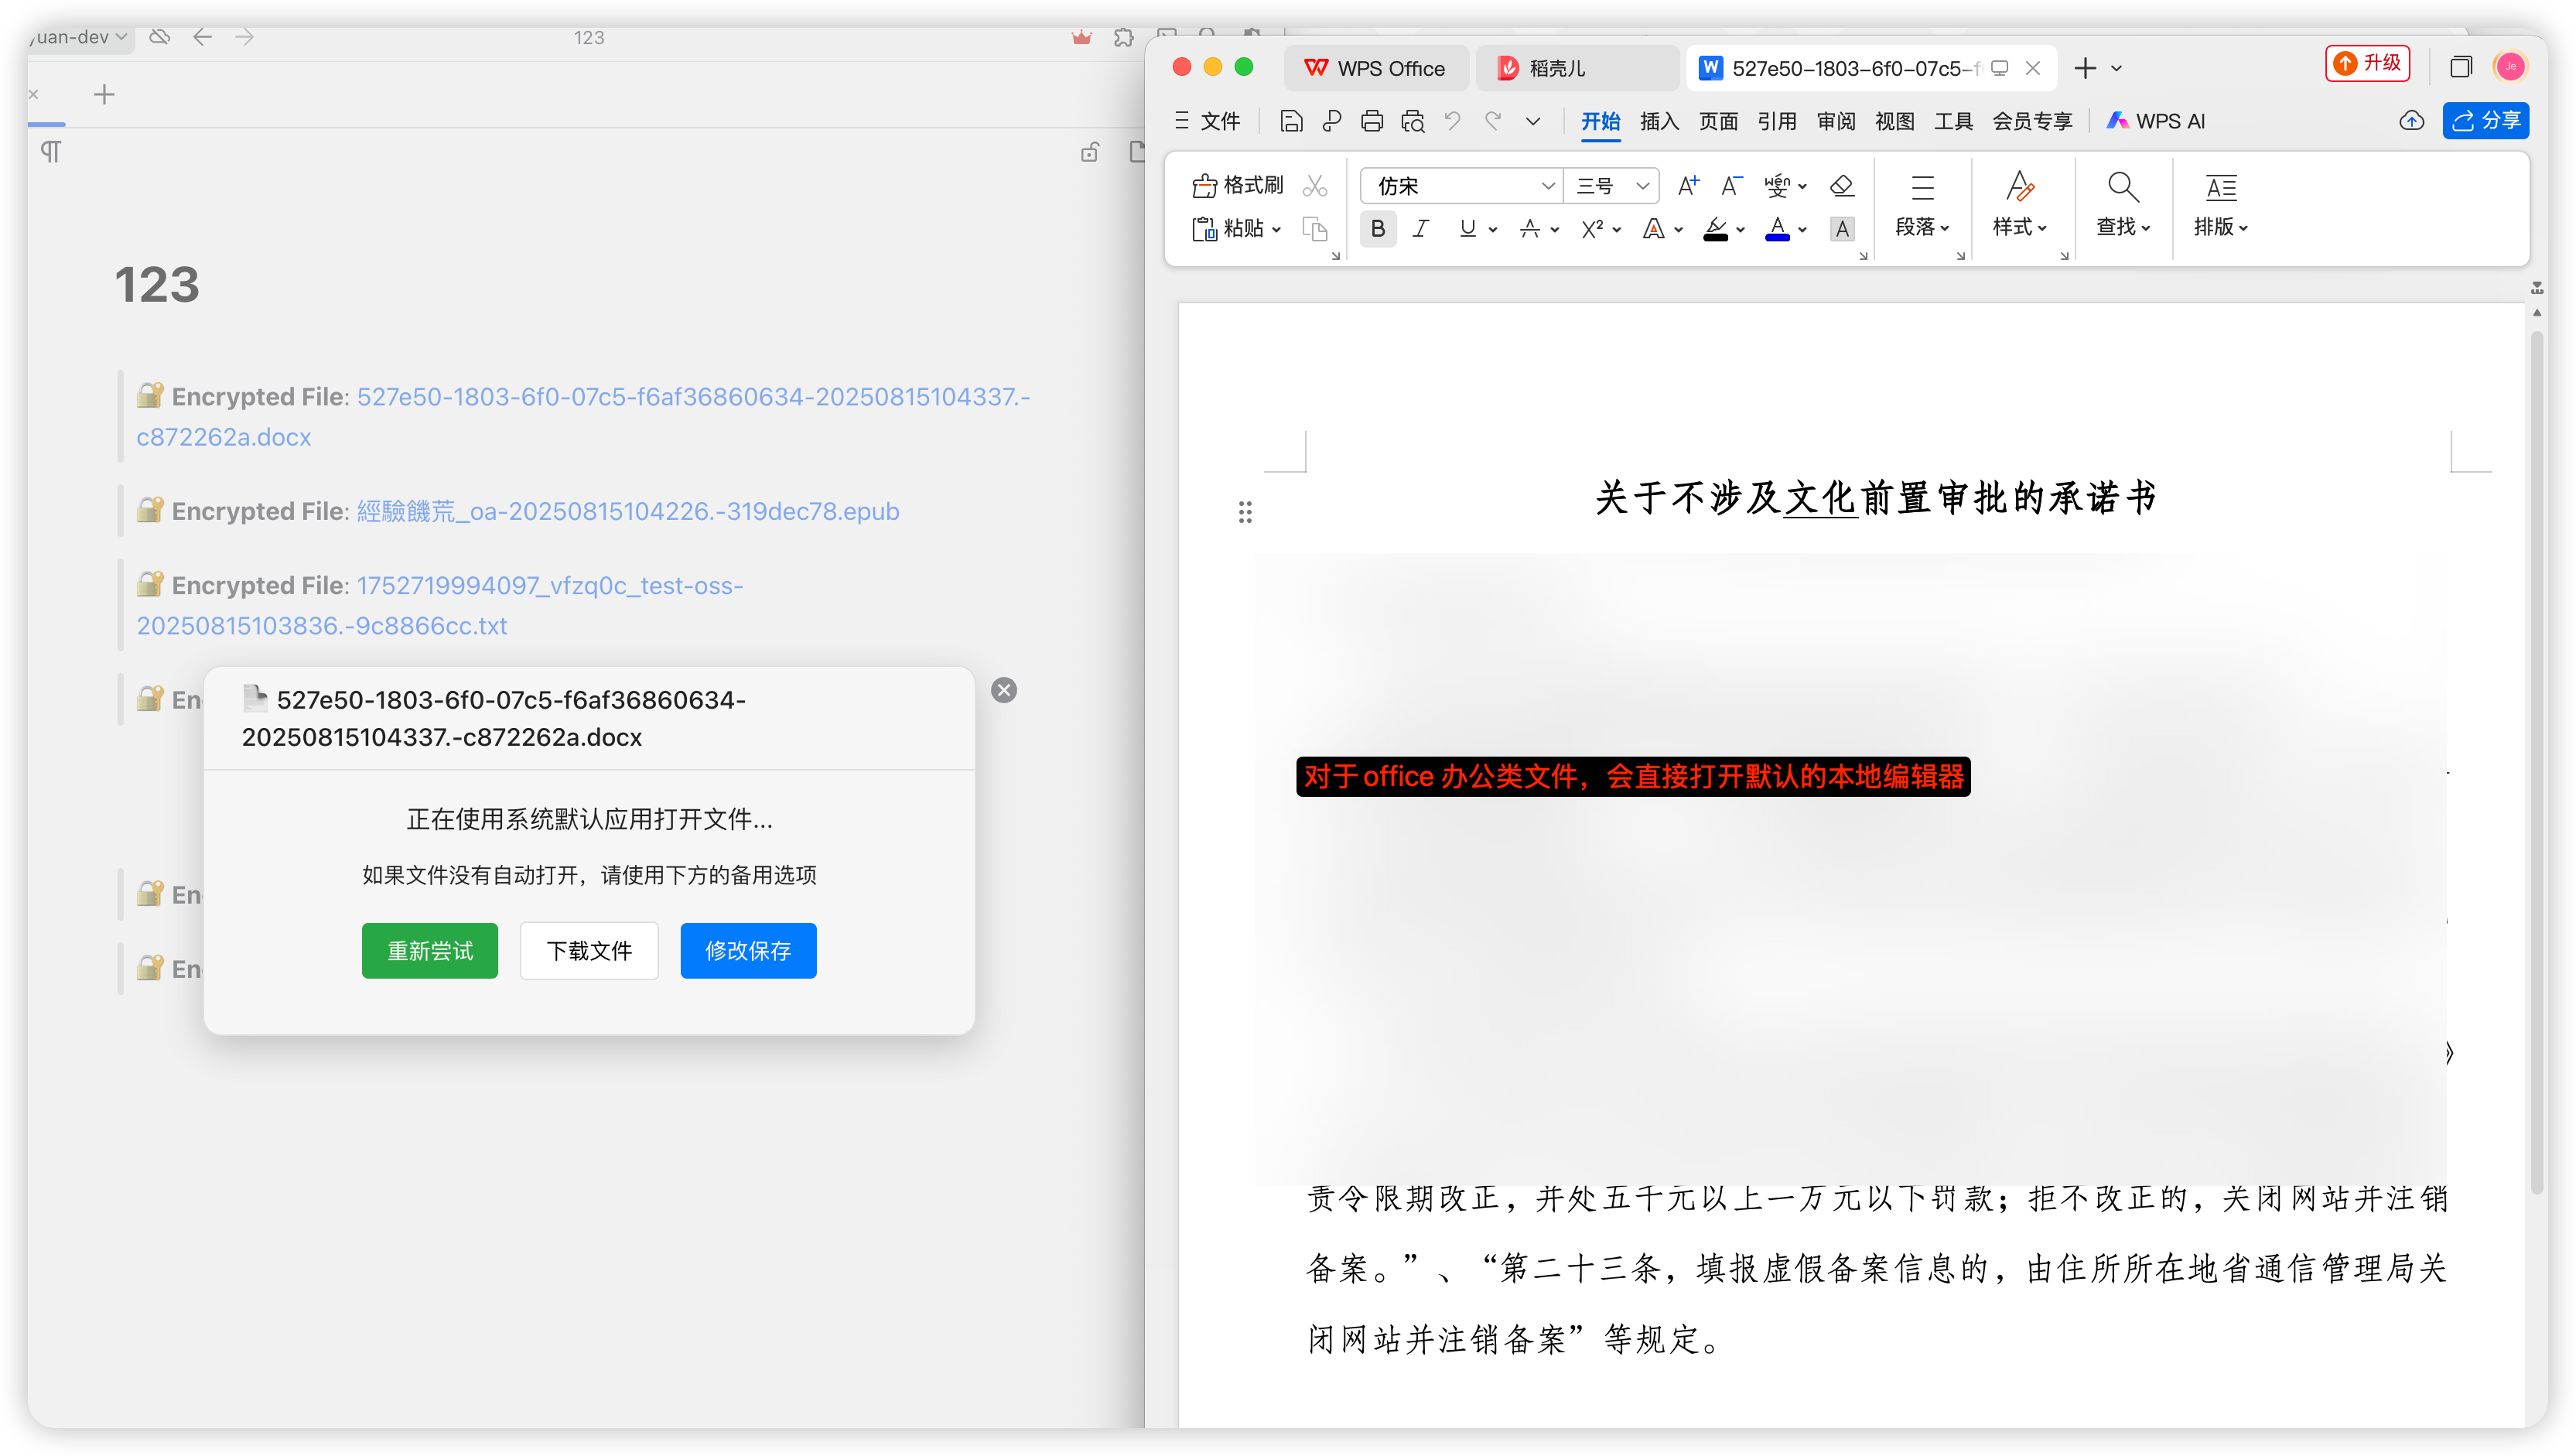 yuan-dev
123
123
🔐 Encrypted File: 527e50-1803-6f0-07c5-f6af36860634-20250815104337.-
c872262a.docx
🔐 Encrypted File: 經驗饑荒_oa-20250815104226.-319dec78.epub
🔐 Encrypted File: 1752719994097_vfzq0c_test-oss-
20250815103836.-9c8866cc.txt
🔐 En
🔐 En
🔐 En
527e50-1803-6f0-07c5-f6af36860634-
20250815104337.-c872262a.docx
正在使用系统默认应用打开文件...
如果文件没有自动打开，请使用下方的备用选项
重新尝试 下载文件 修改保存
WPS Office 稻壳儿 527e50-1803-6f0-07c5-f 升级 Je
文件 开始 插入 页面 引用 审阅 视图 工具 会员专享 WPS AI 分享
格式刷 仿宋 三号 A+ A- wén
粘贴 B I U A X² A A A 段落 样式 查找 排版
关于不涉及文化前置审批的承诺书
对于office 办公类文件，会直接打开默认的本地编辑器
》
责令限期改正，并处五千元以上一万元以下罚款；拒不改正的，关闭网站并注销
备案。”、“第二十三条，填报虚假备案信息的，由住所所在地省通信管理局关
闭网站并注销备案”等规定。